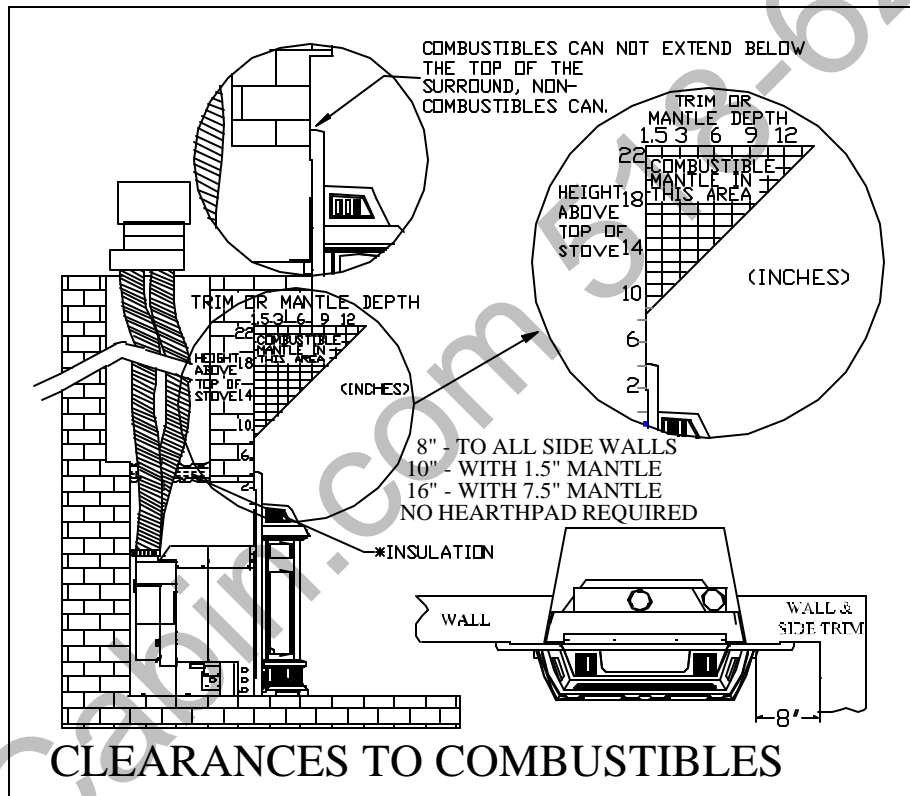 COMBUSTIBLES CAN NOT EXTEND BELOW
THE TOP OF THE
SURROUND, NON-
COMBUSTIBLES CAN.
TRIM OR
MANTLE DEPTH
1.5 3 6 9 12
22
COMBUSTIBLE
MANTLE IN
THIS AREA
18
HEIGHT
ABOVE
TOP OF
STOVE
14
10
6
2
(INCHES)
TRIM OR MANTLE DEPTH
1.5 3 6 9 12
22
COMBUSTIBLE
MANTLE IN
THIS AREA
18
HEIGHT
ABOVE
TOP OF
STOVE
14
10
6
2
(INCHES)
8" - TO ALL SIDE WALLS
10" - WITH 1.5" MANTLE
16" - WITH 7.5" MANTLE
NO HEARTHPAD REQUIRED
*INSULATION
WALL
WALL &
SIDE TRIM
8'
CLEARANCES TO COMBUSTIBLES
Cabin.com 518-62